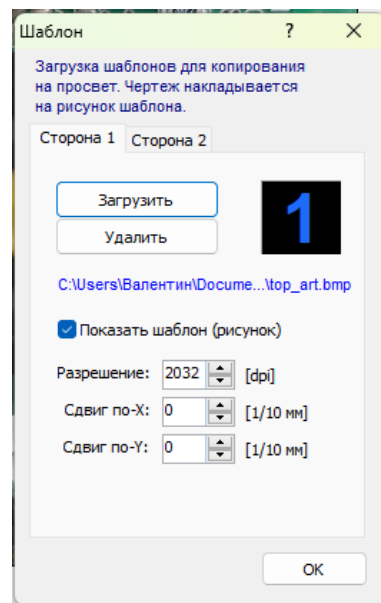 Шаблон
?
Загрузка шаблонов для копирования
на просвет. Чертеж накладывается
на рисунок шаблона.
Сторона 1 Сторона 2
Загрузить
Удалить
1
C:\Users\Валентин\Docume...\top_art.bmp
Показать шаблон (рисунок)
Разрешение: 2032 [dpi]
Сдвиг по-X: 0 [1/10 мм]
Сдвиг по-Y: 0 [1/10 мм]
OK